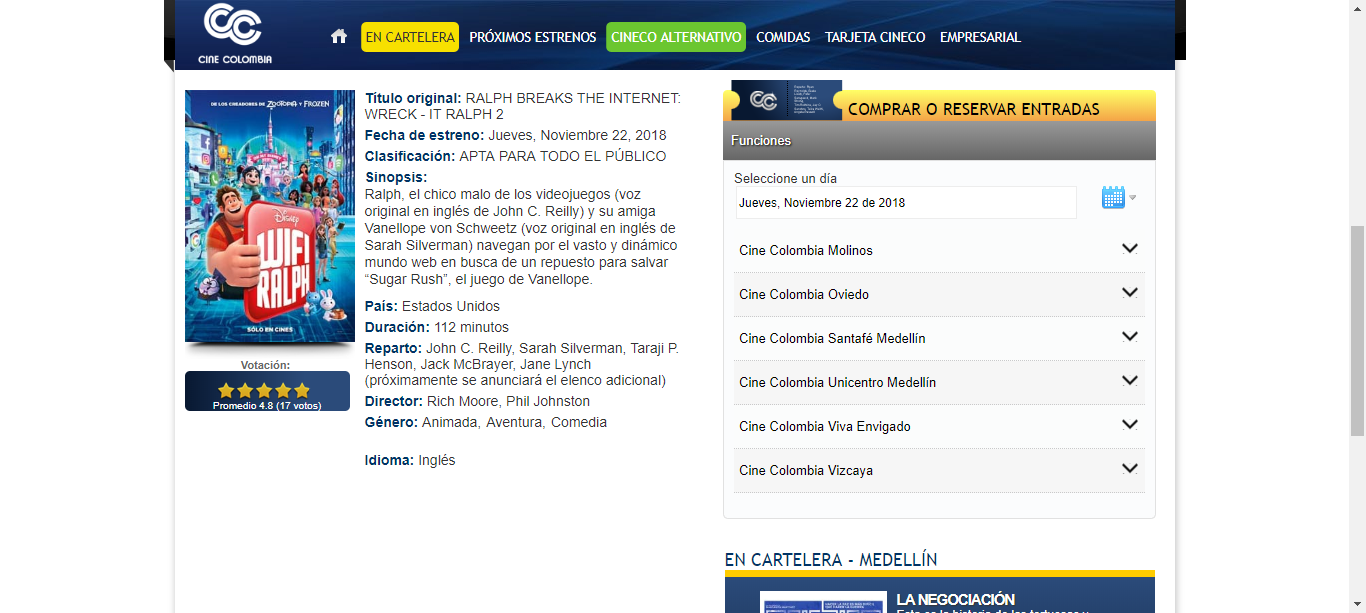 CINE COLOMBIA
EN CARTELERA
PRÓXIMOS ESTRENOS
CINECO ALTERNATIVO
COMIDAS
TARJETA CINECO
EMPRESARIAL
DE LOS CREADORES DE ZOOTOPIA Y FROZEN
Disney
WIFI
RALPH
SÓLO EN CINES
Votación:
Promedio 4.8 (17 votos)
Título original: RALPH BREAKS THE INTERNET:
WRECK - IT RALPH 2
Fecha de estreno: Jueves, Noviembre 22, 2018
Clasificación: APTA PARA TODO EL PÚBLICO
Sinopsis:
Ralph, el chico malo de los videojuegos (voz
original en inglés de John C. Reilly) y su amiga
Vanellope von Schweetz (voz original en inglés de
Sarah Silverman) navegan por el vasto y dinámico
mundo web en busca de un repuesto para salvar
“Sugar Rush”, el juego de Vanellope.
País: Estados Unidos
Duración: 112 minutos
Reparto: John C. Reilly, Sarah Silverman, Taraji P.
Henson, Jack McBrayer, Jane Lynch
(próximamente se anunciará el elenco adicional)
Director: Rich Moore, Phil Johnston
Género: Animada, Aventura, Comedia
Idioma: Inglés
COMPRAR O RESERVAR ENTRADAS
Funciones
Seleccione un día
Jueves, Noviembre 22 de 2018
Cine Colombia Molinos
Cine Colombia Oviedo
Cine Colombia Santafé Medellín
Cine Colombia Unicentro Medellín
Cine Colombia Viva Envigado
Cine Colombia Vizcaya
EN CARTELERA - MEDELLÍN
LA NEGOCIACIÓN